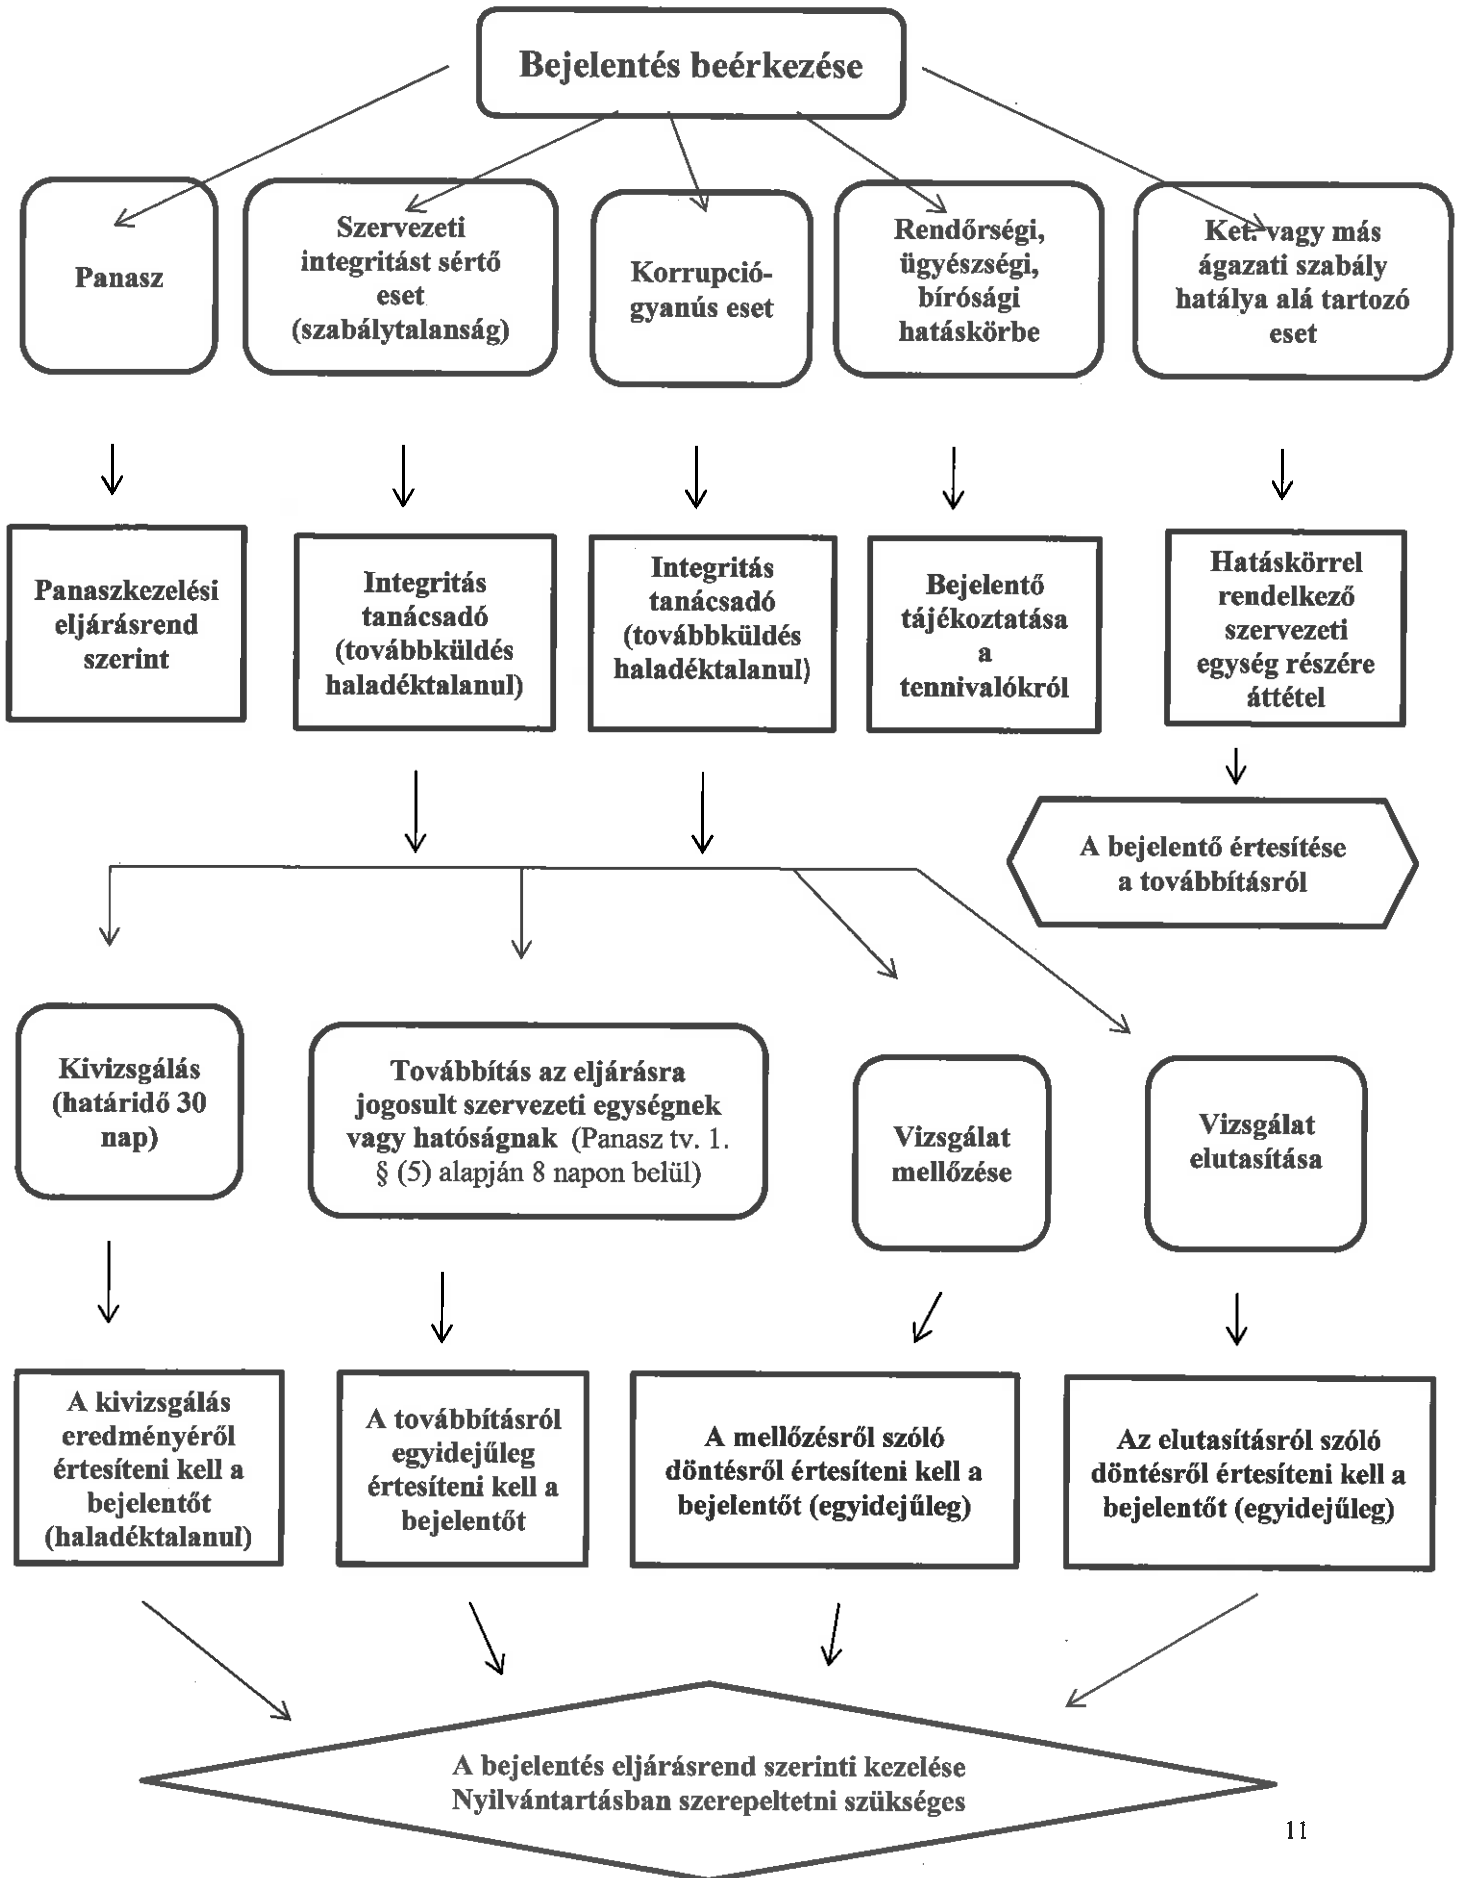 Bejelentés beérkezése
Panasz
Szervezeti
integritást sértő
eset
(szabálytalanság)
Korrupció-
gyanús eset
Rendőrségi,
ügyészségi,
bírósági
hatáskörbe
Ket. vagy más
ágazati szabály
hatálya alá tartozó
eset
Panaszkezelési
eljárásrend
szerint
Integritás
tanácsadó
(továbbküldés
haladéktalanul)
Integritás
tanácsadó
(továbbküldés
haladéktalanul)
Bejelentő
tájékoztatása
a
tennivalókról
Hatáskörrel
rendelkező
szervezeti
egység részére
áttétel
A bejelentő értesítése
a továbbításról
Kivizsgálás
(határidő 30
nap)
Továbbítás az eljárásra
jogosult szervezeti egységnek
vagy hatóságnak (Panasz tv. 1.
§ (5) alapján 8 napon belül)
Vizsgálat
mellőzése
Vizsgálat
elutasítása
A kivizsgálás
eredményéről
értesíteni kell a
bejelentőt
(haladéktalanul)
A továbbításról
egyidejűleg
értesíteni kell a
bejelentőt
A mellőzésről szóló
döntésről értesíteni kell a
bejelentőt (egyidejűleg)
Az elutasításról szóló
döntésről értesíteni kell a
bejelentőt (egyidejűleg)
A bejelentés eljárásrend szerinti kezelése
Nyilvántartásban szerepeltetni szükséges
11